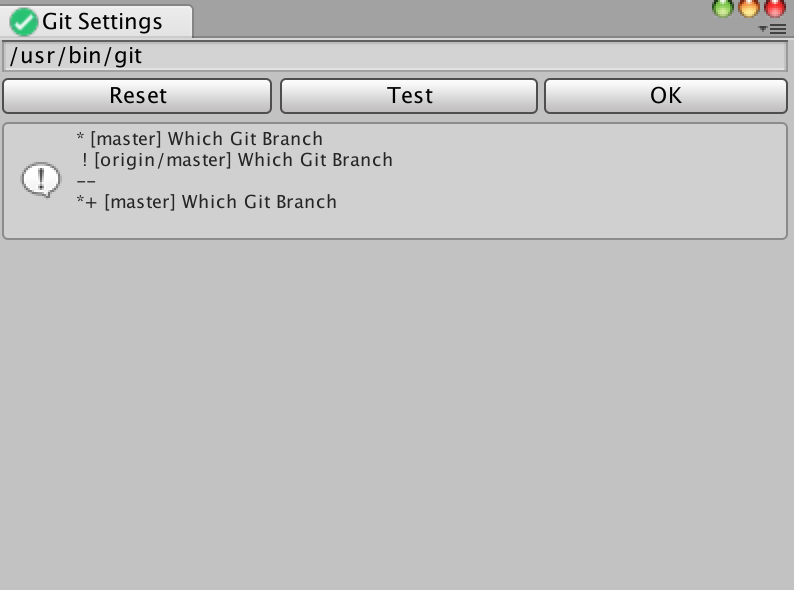 Git Settings
/usr/bin/git
Reset Test OK
* [master] Which Git Branch
! [origin/master] Which Git Branch
--
*+ [master] Which Git Branch